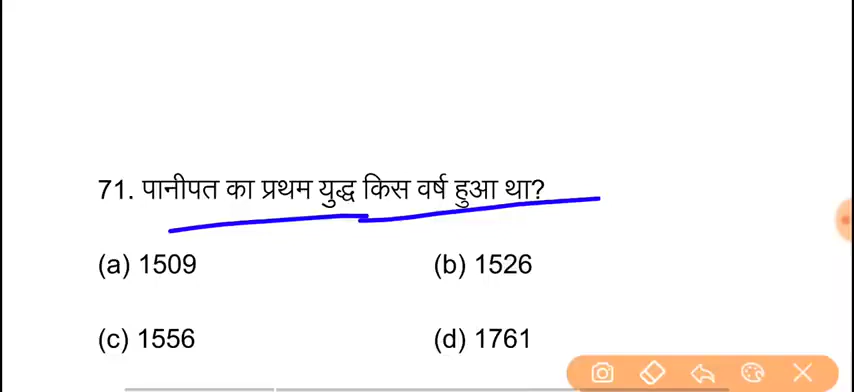 71. पानीपत का प्रथम युद्ध किस वर्ष हुआ था?
(a) 1509 (b) 1526
(c) 1556 (d) 1761